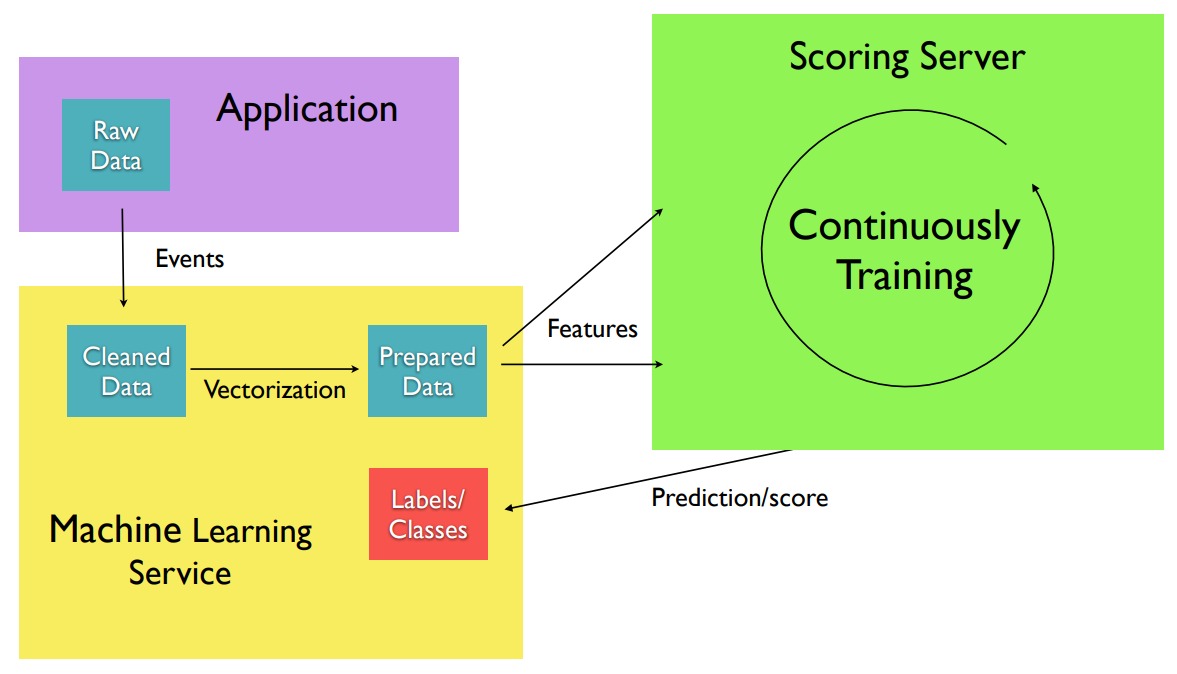 Scoring Server
Application
Raw
Data
Continuously
Training
Events
Features
Cleaned
Data
Vectorization
Prepared
Data
Labels/
Classes
Prediction/score
Machine Learning
Service